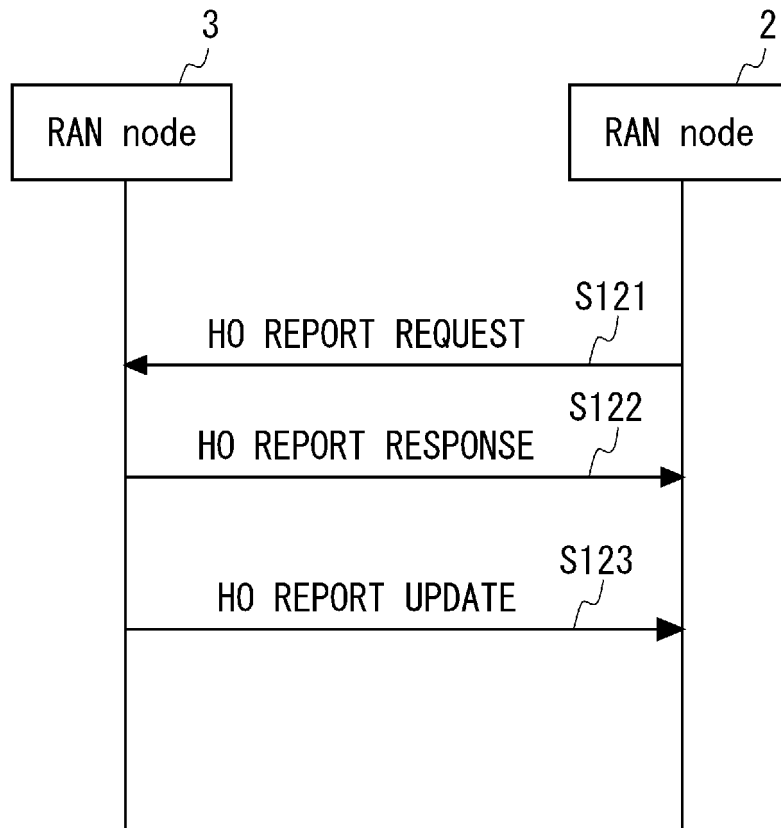 3
2
RAN node
RAN node
S121
HO REPORT REQUEST
S122
HO REPORT RESPONSE
S123
HO REPORT UPDATE